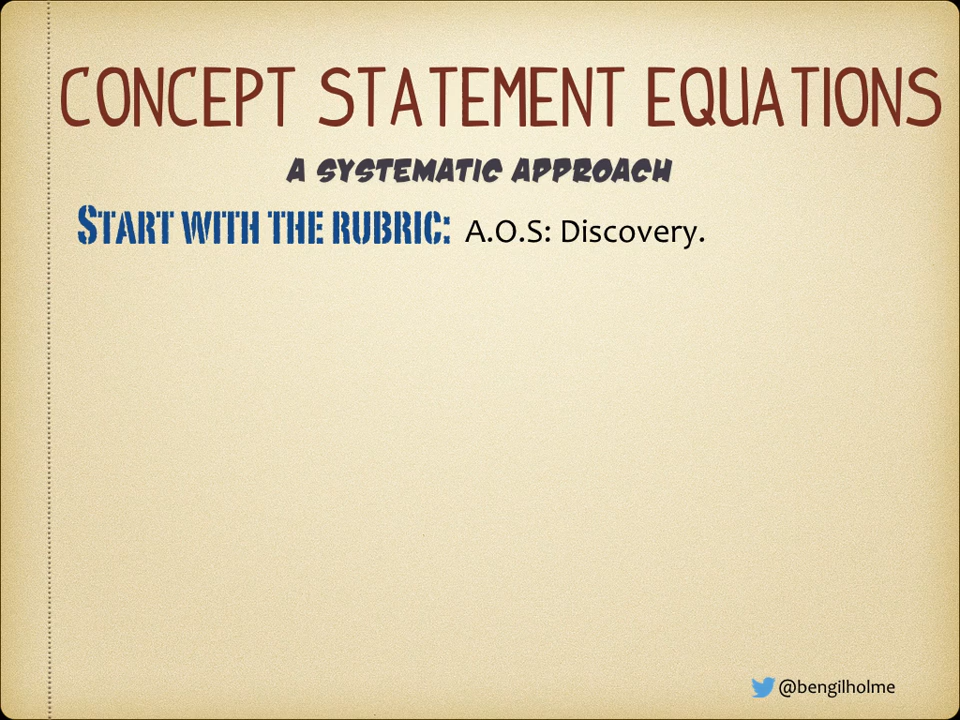 CONCEPT STATEMENT EQUATIONS
A SYSTEMATIC APPROACH
START WITH THE RUBRIC: A.O.S: Discovery.
@bengilholme